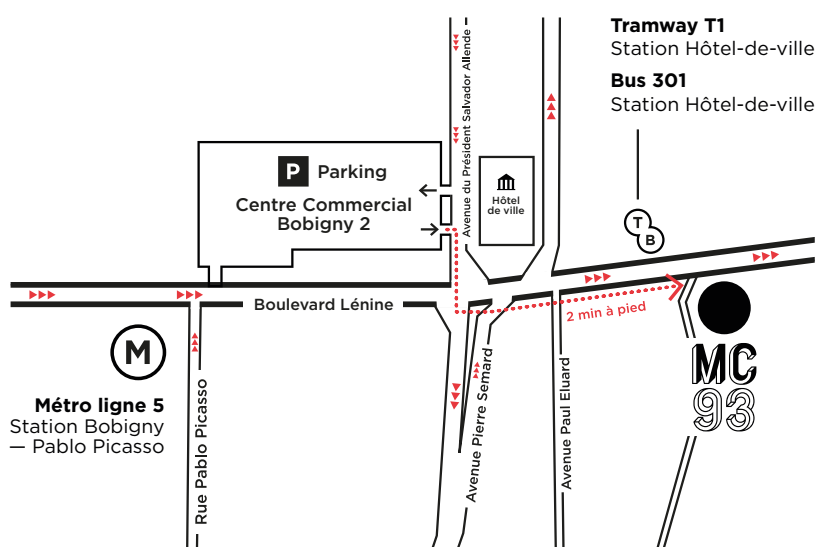 Tramway T1
Station Hôtel-de-ville
Bus 301
Station Hôtel-de-ville
Avenue du Président Salvador Allende
P Parking
Centre Commercial
Bobigny 2
Hôtel
de ville
T
B
Boulevard Lénine
2 min à pied
M
Métro ligne 5
Station Bobigny
— Pablo Picasso
Rue Pablo Picasso
Avenue Pierre Semard
Avenue Paul Eluard
MC
93